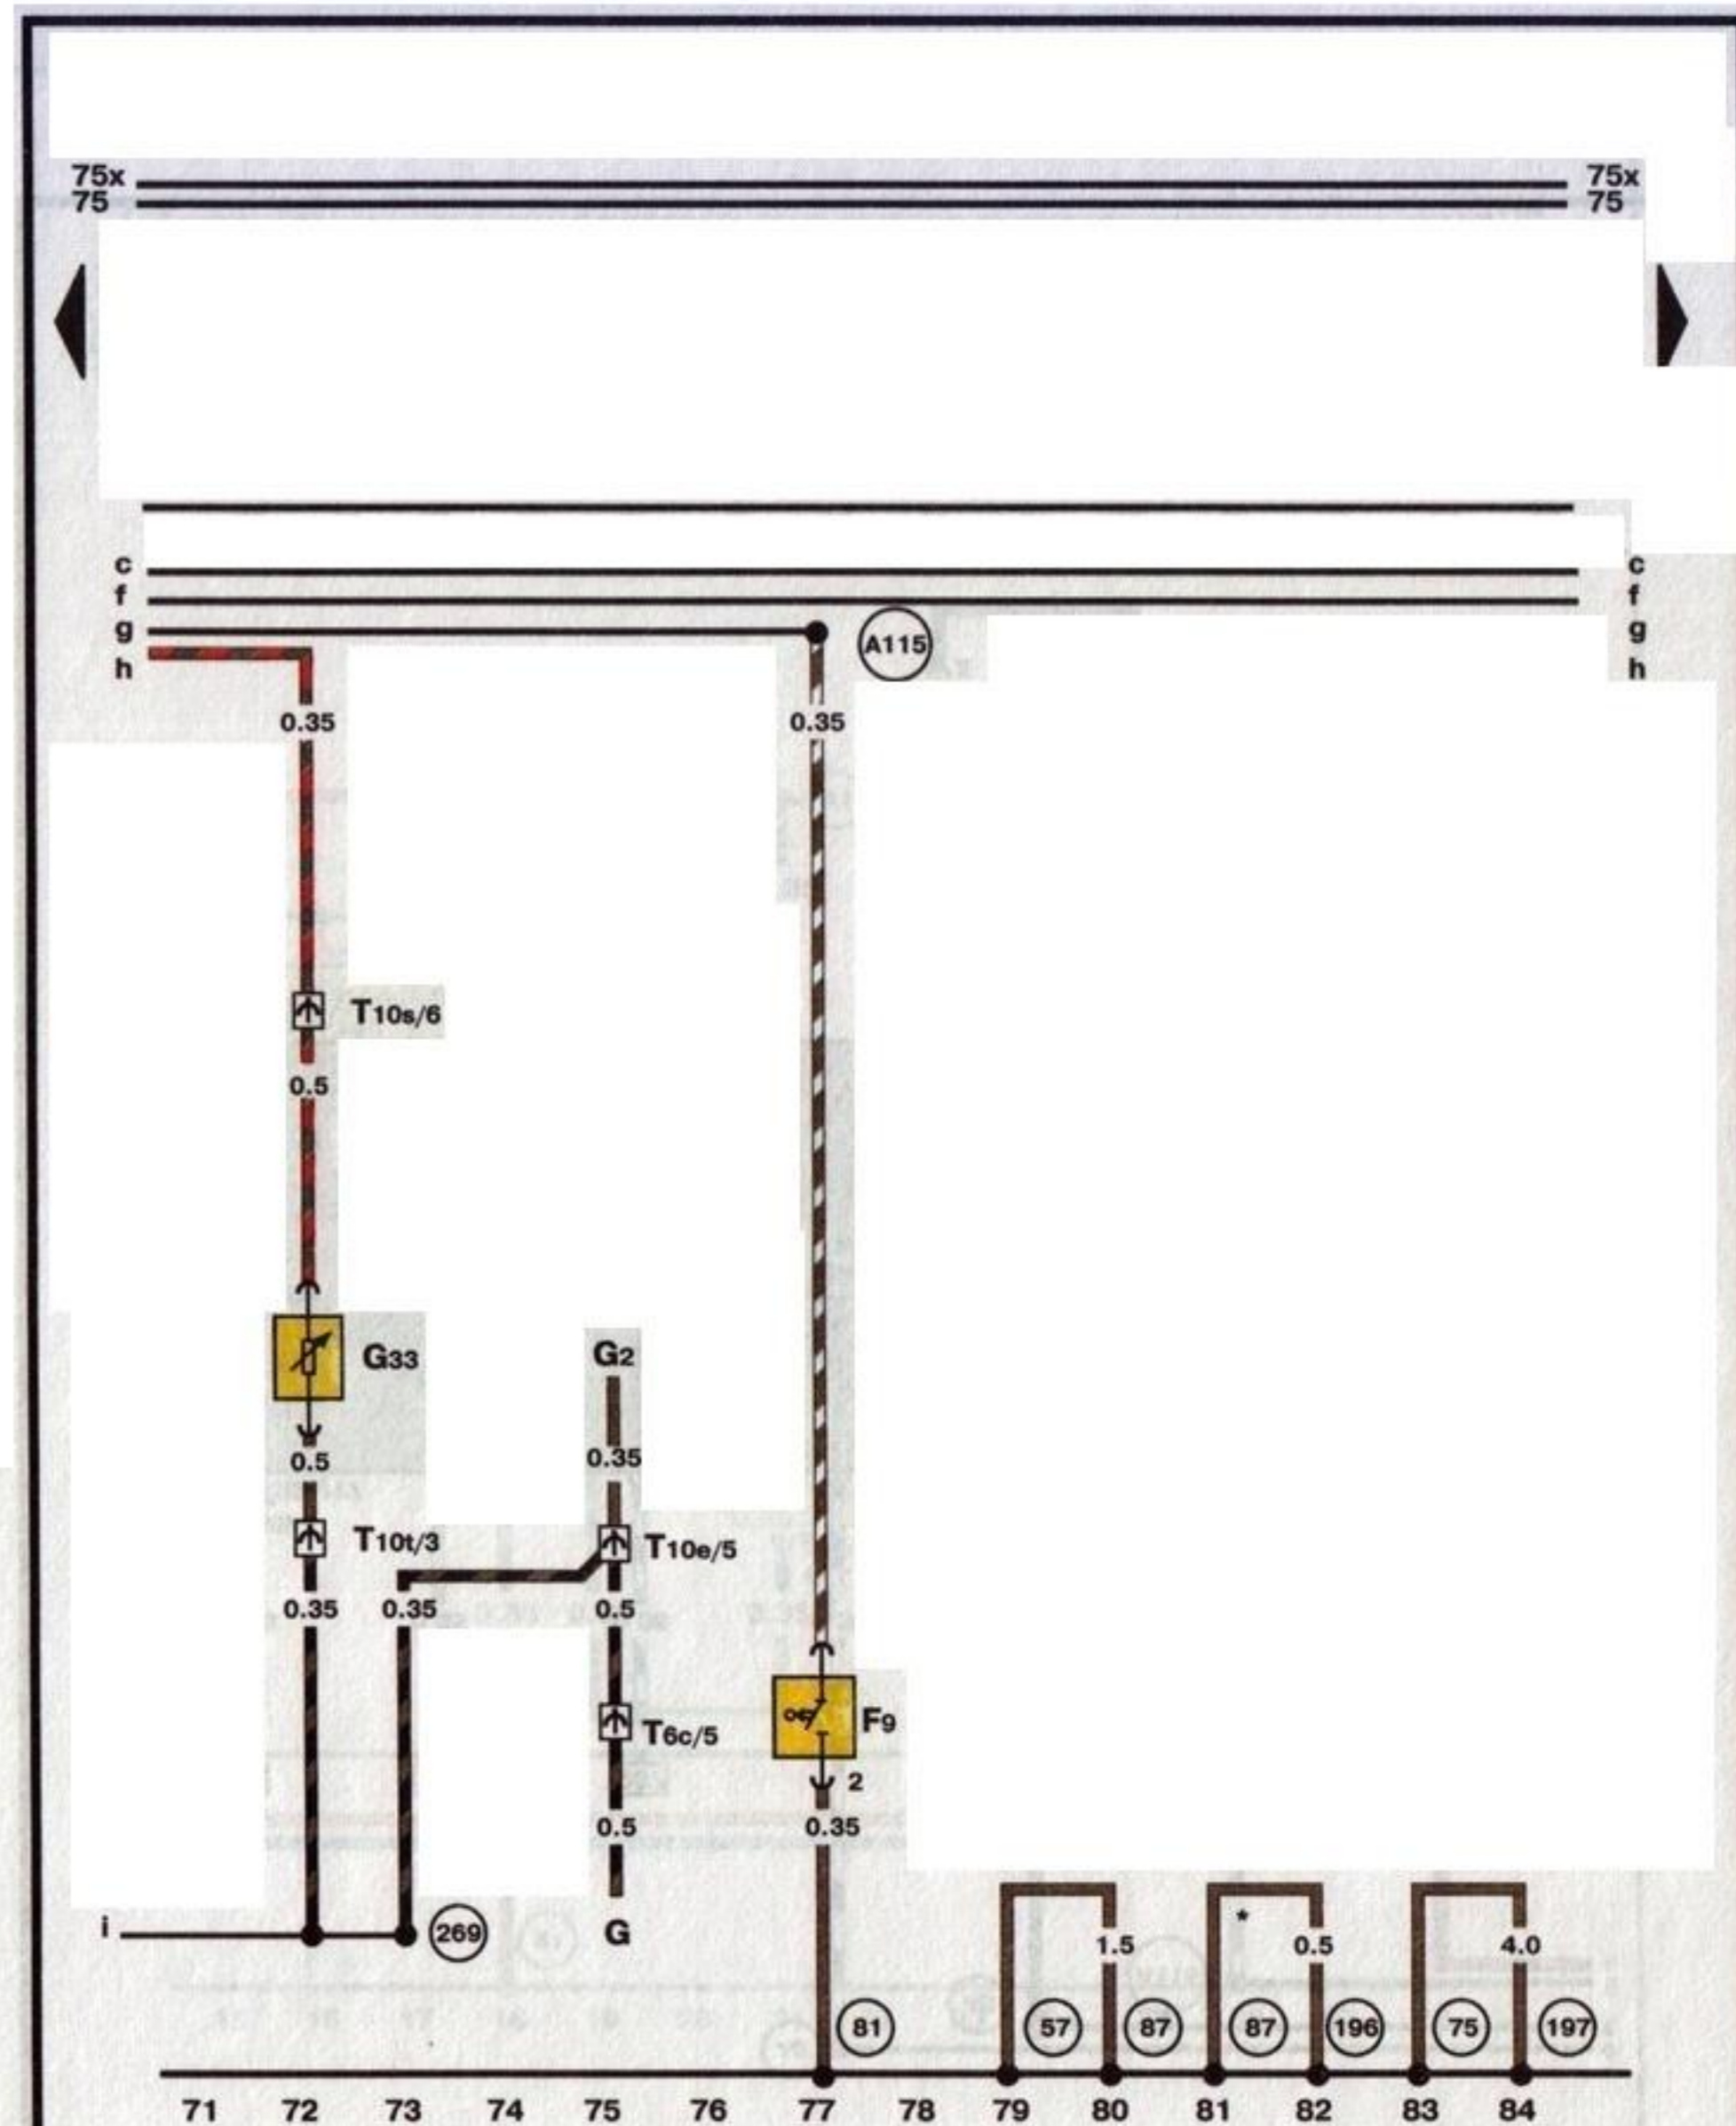 75x 75x
75 75
c c
f f
g A115 g
h h
0.35 0.35
T10s/6
0.5
G33 G2
0.5 0.35
T10t/3 T10e/5
0.35 0.35 0.5
T6c/5 F9
2
0.5 0.35
i 269 G
* 1.5 0.5 4.0
81 57 87 87 196 75 197
71 72 73 74 75 76 77 78 79 80 81 82 83 84